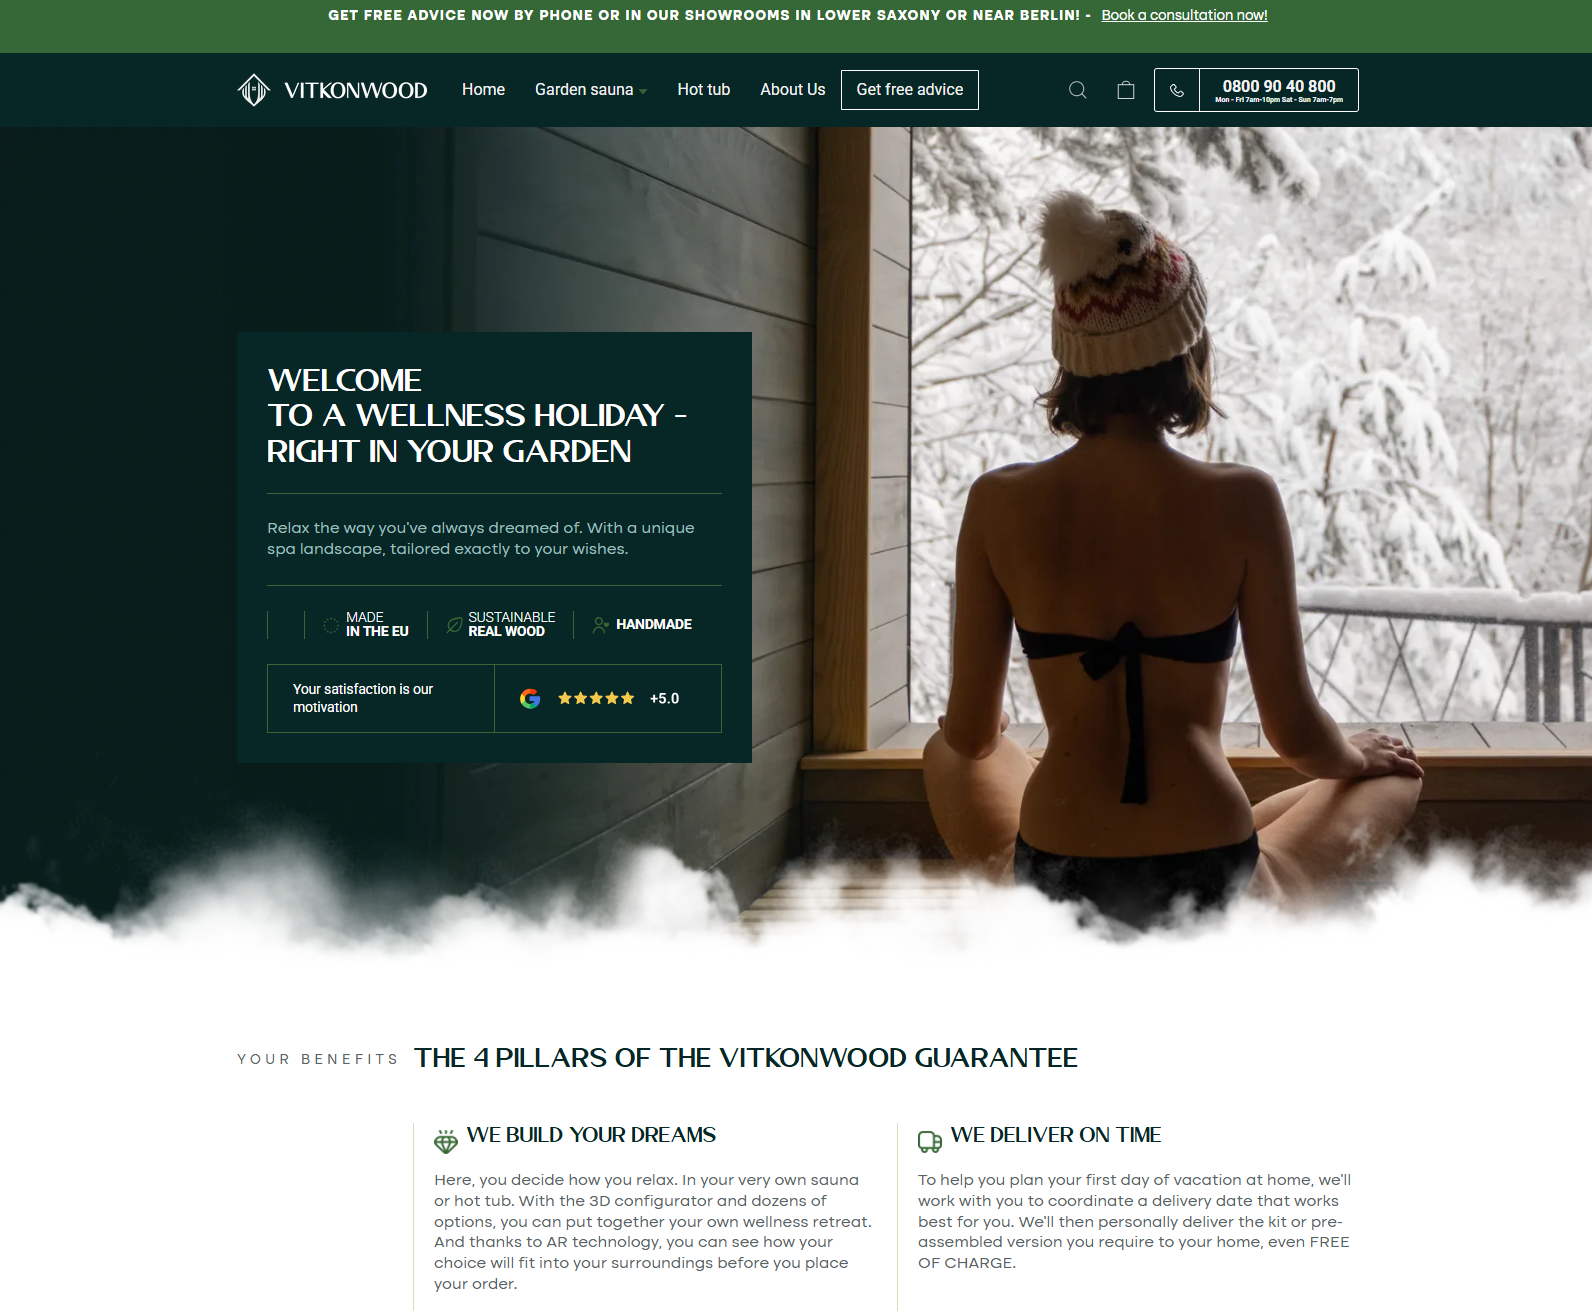 GET FREE ADVICE NOW BY PHONE OR IN OUR SHOWROOMS IN LOWER SAXONY OR NEAR BERLIN! - Book a consultation now!
VITKONWOOD Home Garden sauna Hot tub About Us Get free advice 0800 90 40 800
Mon - Fri 7am-10pm Sat - Sun 7am-7pm
WELCOME
TO A WELLNESS HOLIDAY -
RIGHT IN YOUR GARDEN
Relax the way you've always dreamed of. With a unique
spa landscape, tailored exactly to your wishes.
MADE
IN THE EU
SUSTAINABLE
REAL WOOD
HANDMADE
Your satisfaction is our
motivation
+5.0
YOUR BENEFITS THE 4 PILLARS OF THE VITKONWOOD GUARANTEE
WE BUILD YOUR DREAMS
Here, you decide how you relax. In your very own sauna
or hot tub. With the 3D configurator and dozens of
options, you can put together your own wellness retreat.
And thanks to AR technology, you can see how your
choice will fit into your surroundings before you place
your order.
WE DELIVER ON TIME
To help you plan your first day of vacation at home, we'll
work with you to coordinate a delivery date that works
best for you. We'll then personally deliver the kit or pre-
assembled version you require to your home, even FREE
OF CHARGE.